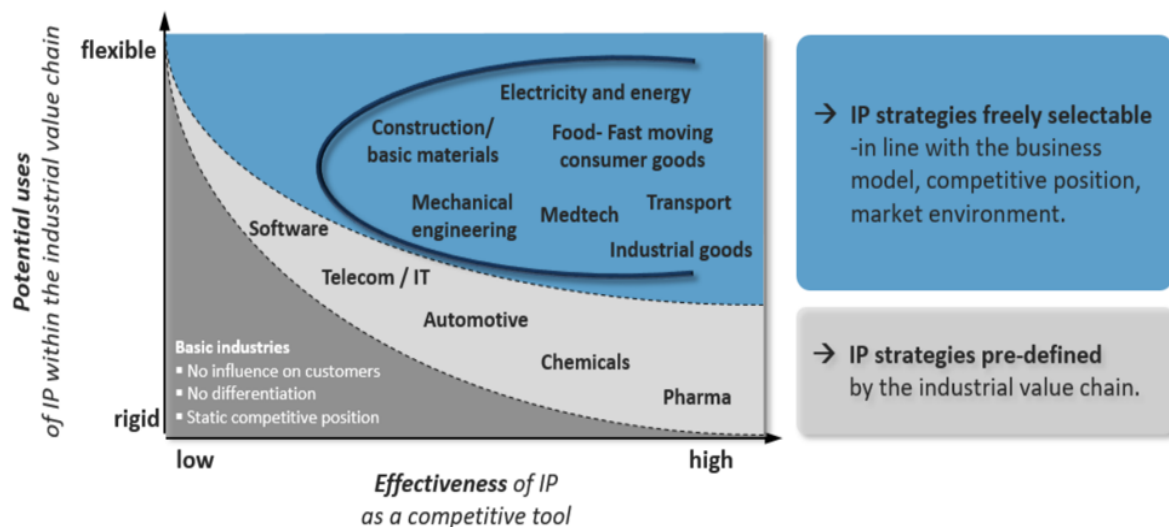 flexible
Potential uses
of IP within the industrial value chain
rigid
Electricity and energy
Construction/
basic materials
Food- Fast moving
consumer goods
Mechanical
engineering
Medtech
Transport
Industrial goods
Software
Telecom / IT
Automotive
Chemicals
Pharma
Basic industries
▪ No influence on customers
▪ No differentiation
▪ Static competitive position
low
high
Effectiveness of IP
as a competitive tool
→ IP strategies freely selectable
-in line with the business
model, competitive position,
market environment.
→ IP strategies pre-defined
by the industrial value chain.